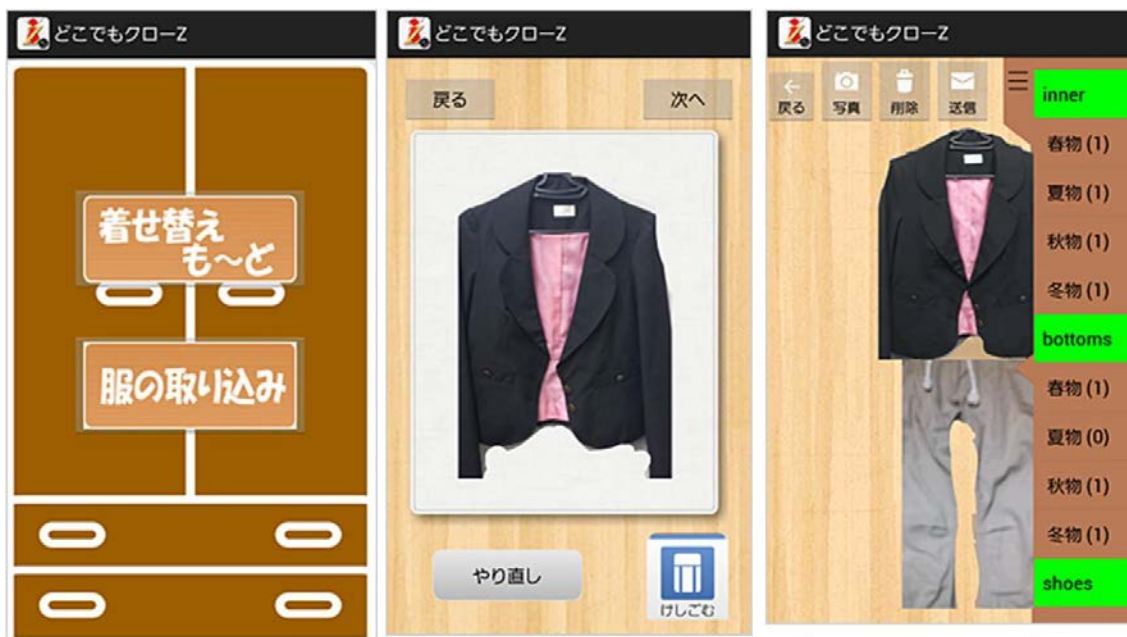 どこでもクローZ
着せ替え
も〜ど
服の取り込み
どこでもクローZ
戻る
次へ
やり直し
けしごむ
どこでもクローZ
戻る
写真
削除
送信
inner
春物 (1)
夏物 (1)
秋物 (1)
冬物 (1)
bottoms
春物 (1)
夏物 (0)
秋物 (1)
冬物 (1)
shoes